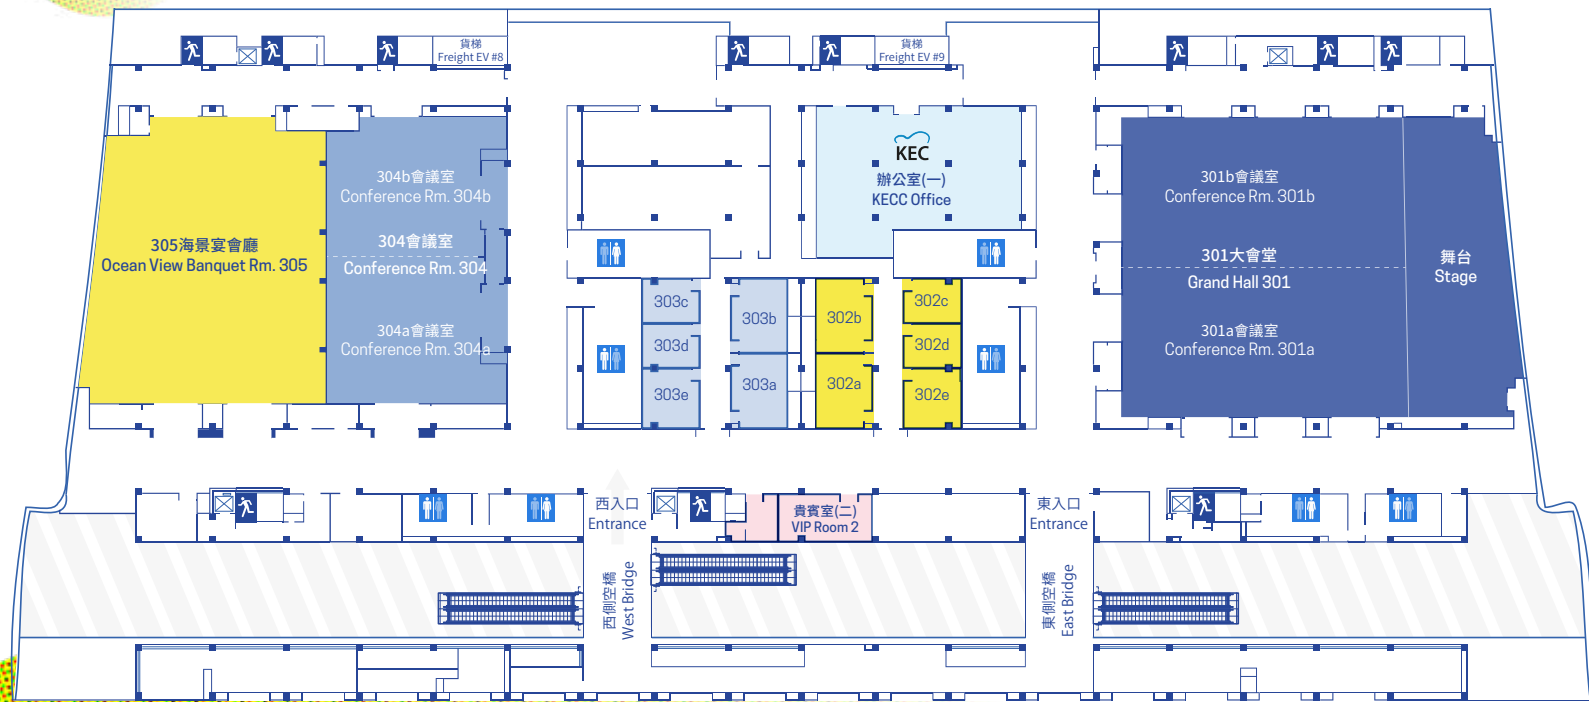 貨梯
Freight EV #8
貨梯
Freight EV #9
KEC
辦公室(一)
KECC Office
304b會議室
Conference Rm. 304b
304會議室
Conference Rm. 304
304a會議室
Conference Rm. 304a
305海景宴會廳
Ocean View Banquet Rm. 305
301b會議室
Conference Rm. 301b
301大會堂
Grand Hall 301
301a會議室
Conference Rm. 301a
舞台
Stage
303c
303d
303e
303b
303a
302b
302a
302c
302d
302e
西入口
Entrance
貴賓室(二)
VIP Room 2
東入口
Entrance
西側空橋
West Bridge
東側空橋
East Bridge